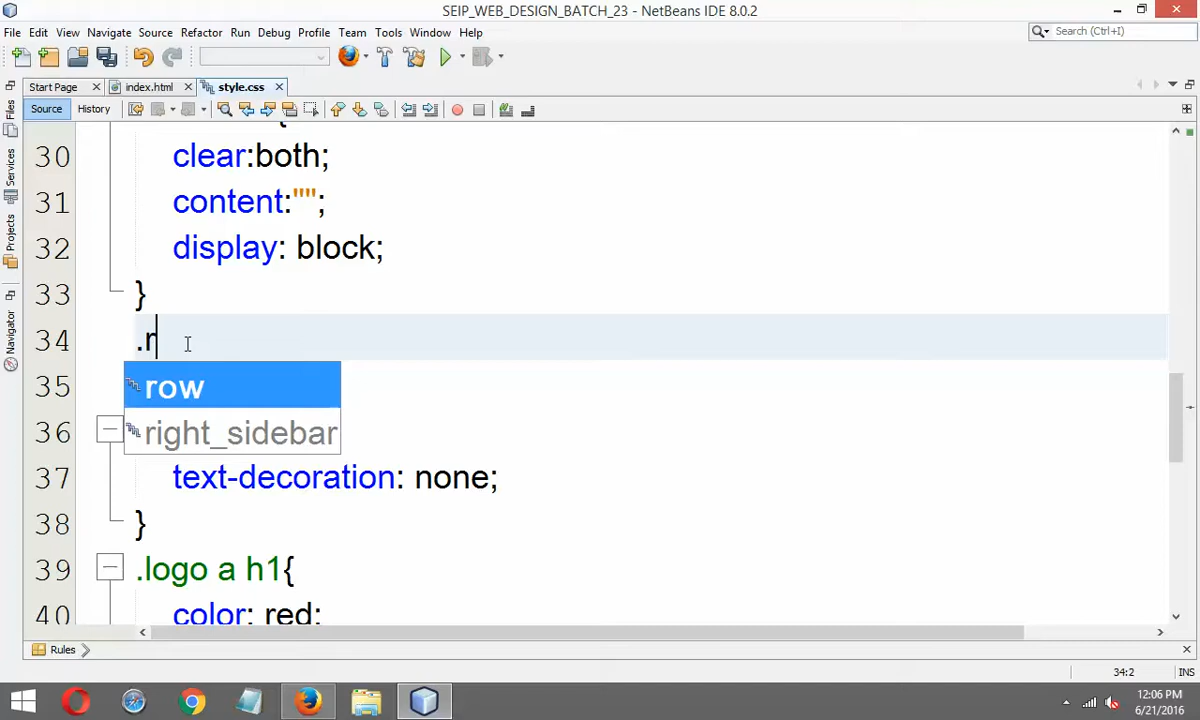 SEIP_WEB_DESIGN_BATCH_23 - NetBeans IDE 8.0.2
File Edit View Navigate Source Refactor Run Debug Profile Team Tools Window Help
Search (Ctrl+I)
Start Page index.html style.css
Source History
Files
Services
Projects
Navigator
30 clear:both;
31 content:"";
32 display: block;
33 }
34 .r
35 row
right_sidebar
36
37 text-decoration: none;
38 }
39 .logo a h1{
40 color: red;
Rules
34:2 INS
12:06 PM
6/21/2016